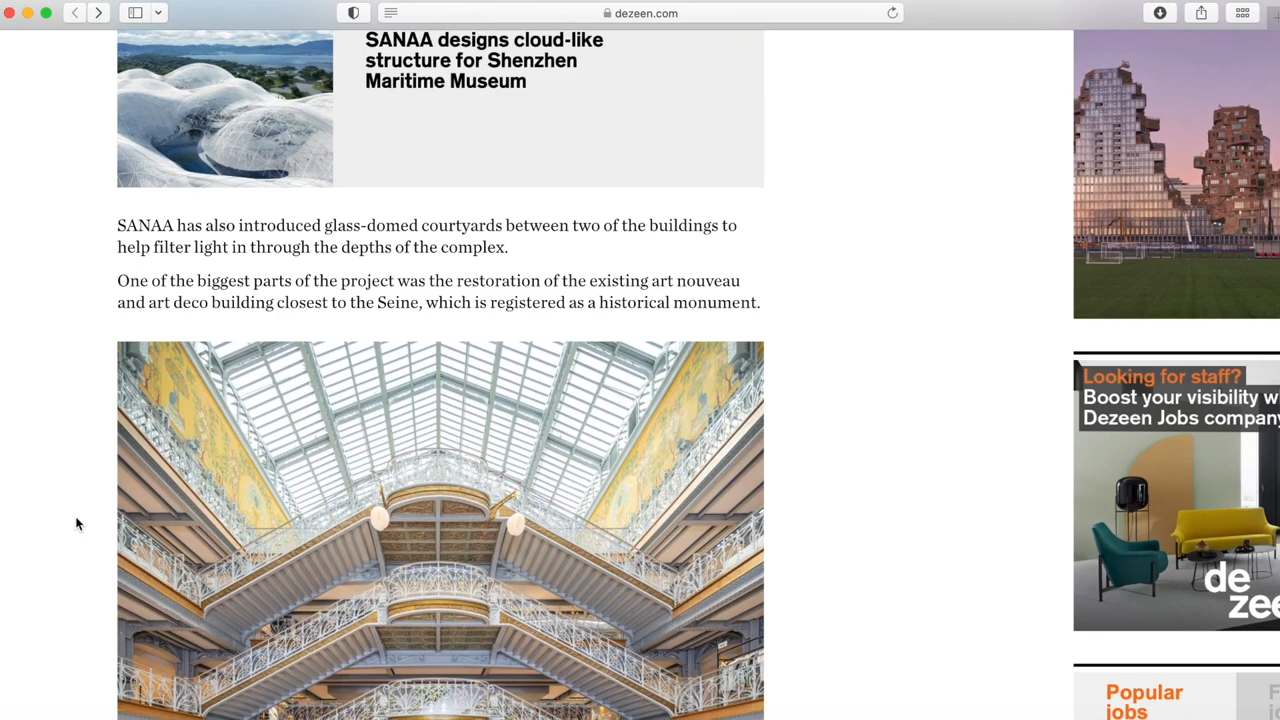 dezeen.com
SANAA designs cloud-like
structure for Shenzhen
Maritime Museum
SANAA has also introduced glass-domed courtyards between two of the buildings to
help filter light in through the depths of the complex.
One of the biggest parts of the project was the restoration of the existing art nouveau
and art deco building closest to the Seine, which is registered as a historical monument.
Looking for staff?
Boost your visibility w
Dezeen Jobs company
de
zee
Popular
jobs